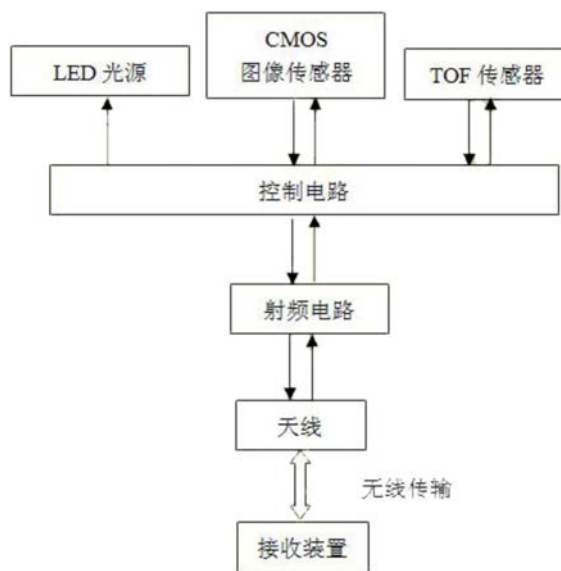 LED 光源
CMOS
图像传感器
TOF 传感器
控制电路
射频电路
天线
无线传输
接收装置